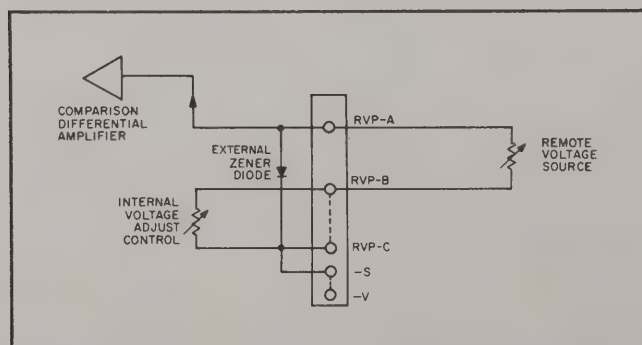 COMPARISON
DIFFERENTIAL
AMPLIFIER
EXTERNAL
ZENER
DIODE
INTERNAL
VOLTAGE
ADJUST
CONTROL
RVP-A
RVP-B
RVP-C
-S
-V
REMOTE
VOLTAGE
SOURCE